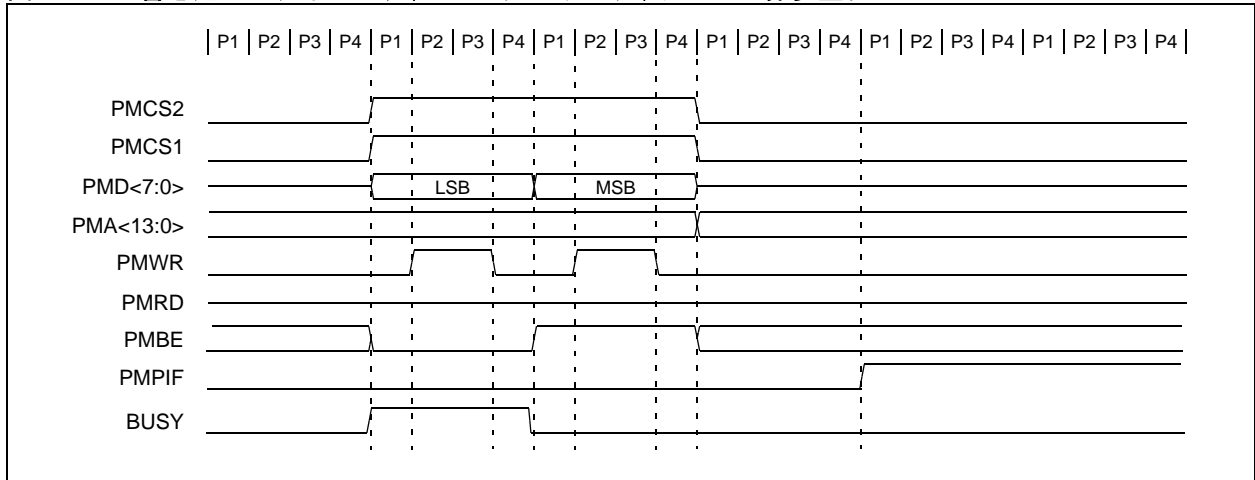 P1 P2 P3 P4 P1 P2 P3 P4 P1 P2 P3 P4 P1 P2 P3 P4 P1 P2 P3 P4 P1 P2 P3 P4
PMCS2
PMCS1
PMD<7:0> LSB MSB
PMA<13:0>
PMWR
PMRD
PMBE
PMPIF
BUSY